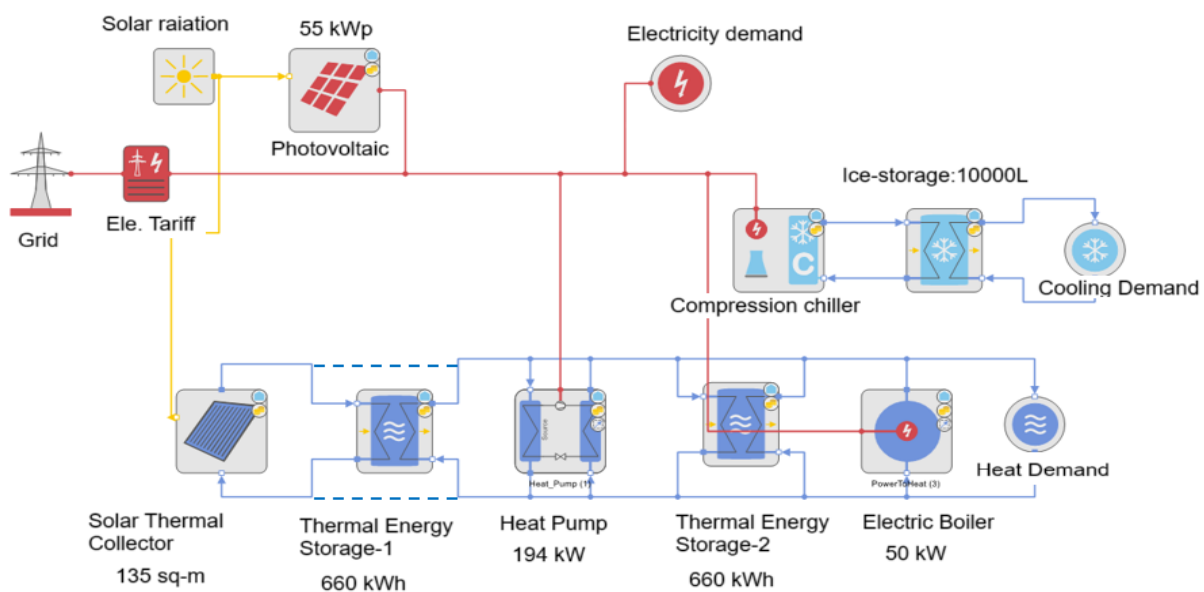 Solar raiation
55 kWp
Electricity demand
Photovoltaic
Ice-storage:10000L
Ele. Tariff
Grid
C
Compression chiller
Cooling Demand
Source
Heat_Pump (1)
PowerToHeat (3)
Heat Demand
Solar Thermal
Collector
135 sq-m
Thermal Energy
Storage-1
660 kWh
Heat Pump
194 kW
Thermal Energy
Storage-2
660 kWh
Electric Boiler
50 kW